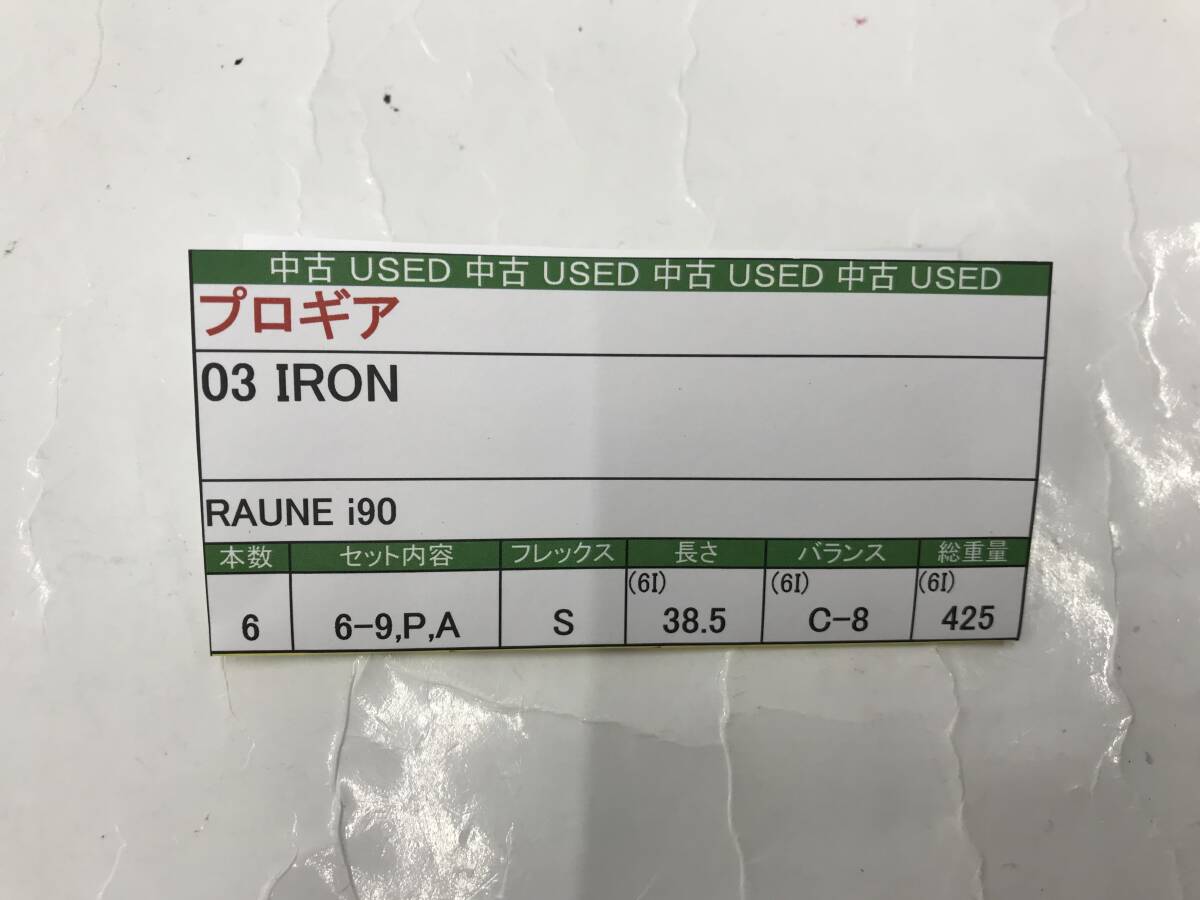 中古 USED 中古 USED 中古 USED 中古 USED
プロギア
03 IRON
RAUNE i90
本数 セット内容 フレックス 長さ バランス 総重量
(6I) (6I) (6I)
6 6-9,P,A S 38.5 C-8 425